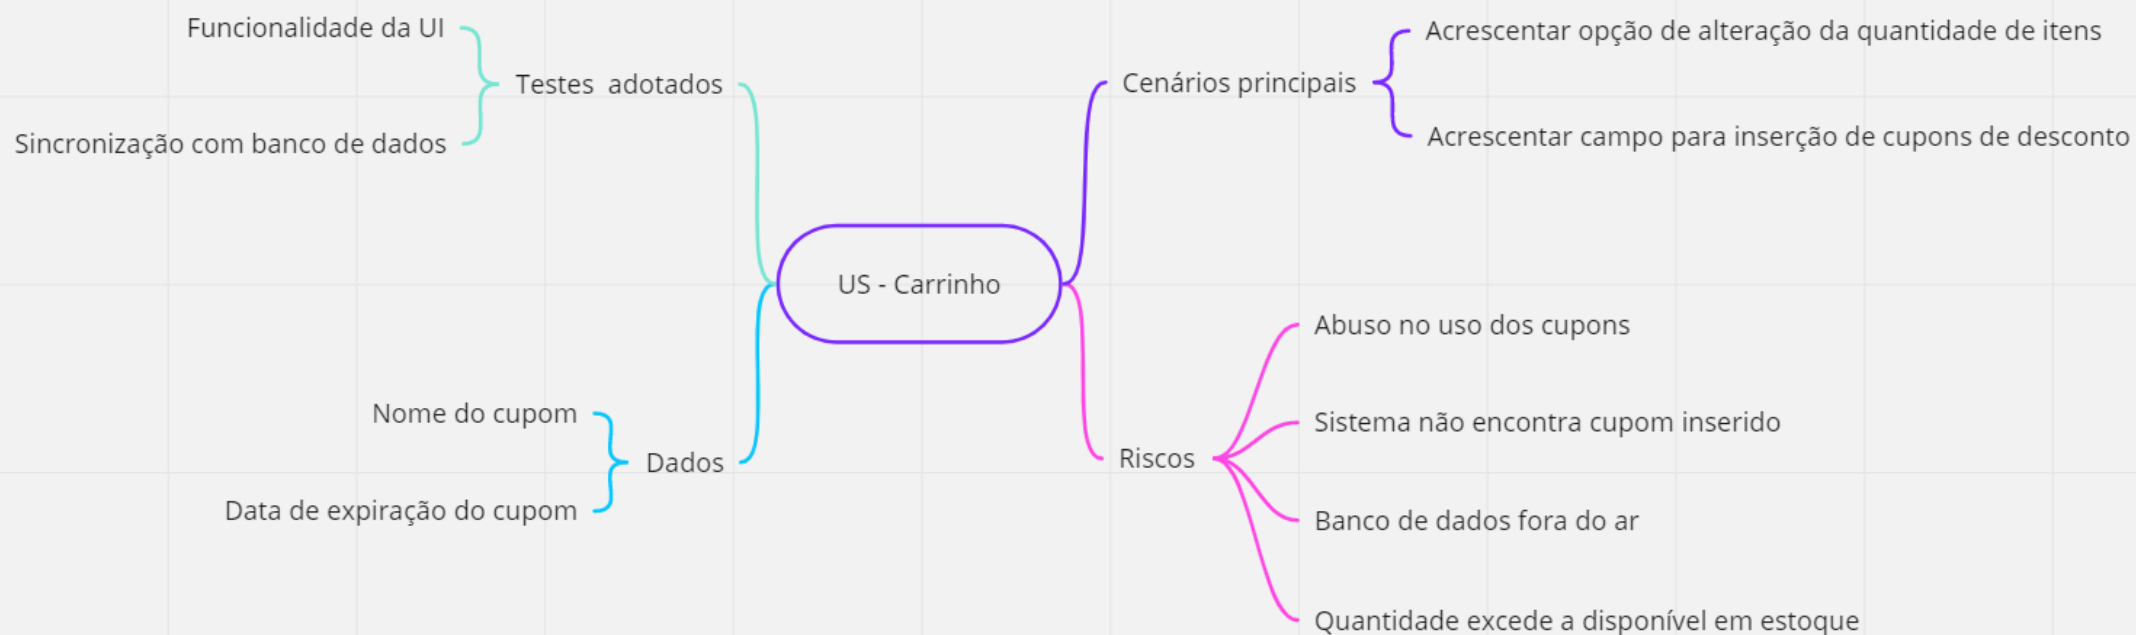 Funcionalidade da UI
Testes adotados
Sincronização com banco de dados
Cenários principais
Acrescentar opção de alteração da quantidade de itens
Acrescentar campo para inserção de cupons de desconto
US - Carrinho
Nome do cupom
Dados
Data de expiração do cupom
Riscos
Abuso no uso dos cupons
Sistema não encontra cupom inserido
Banco de dados fora do ar
Quantidade excede a disponível em estoque